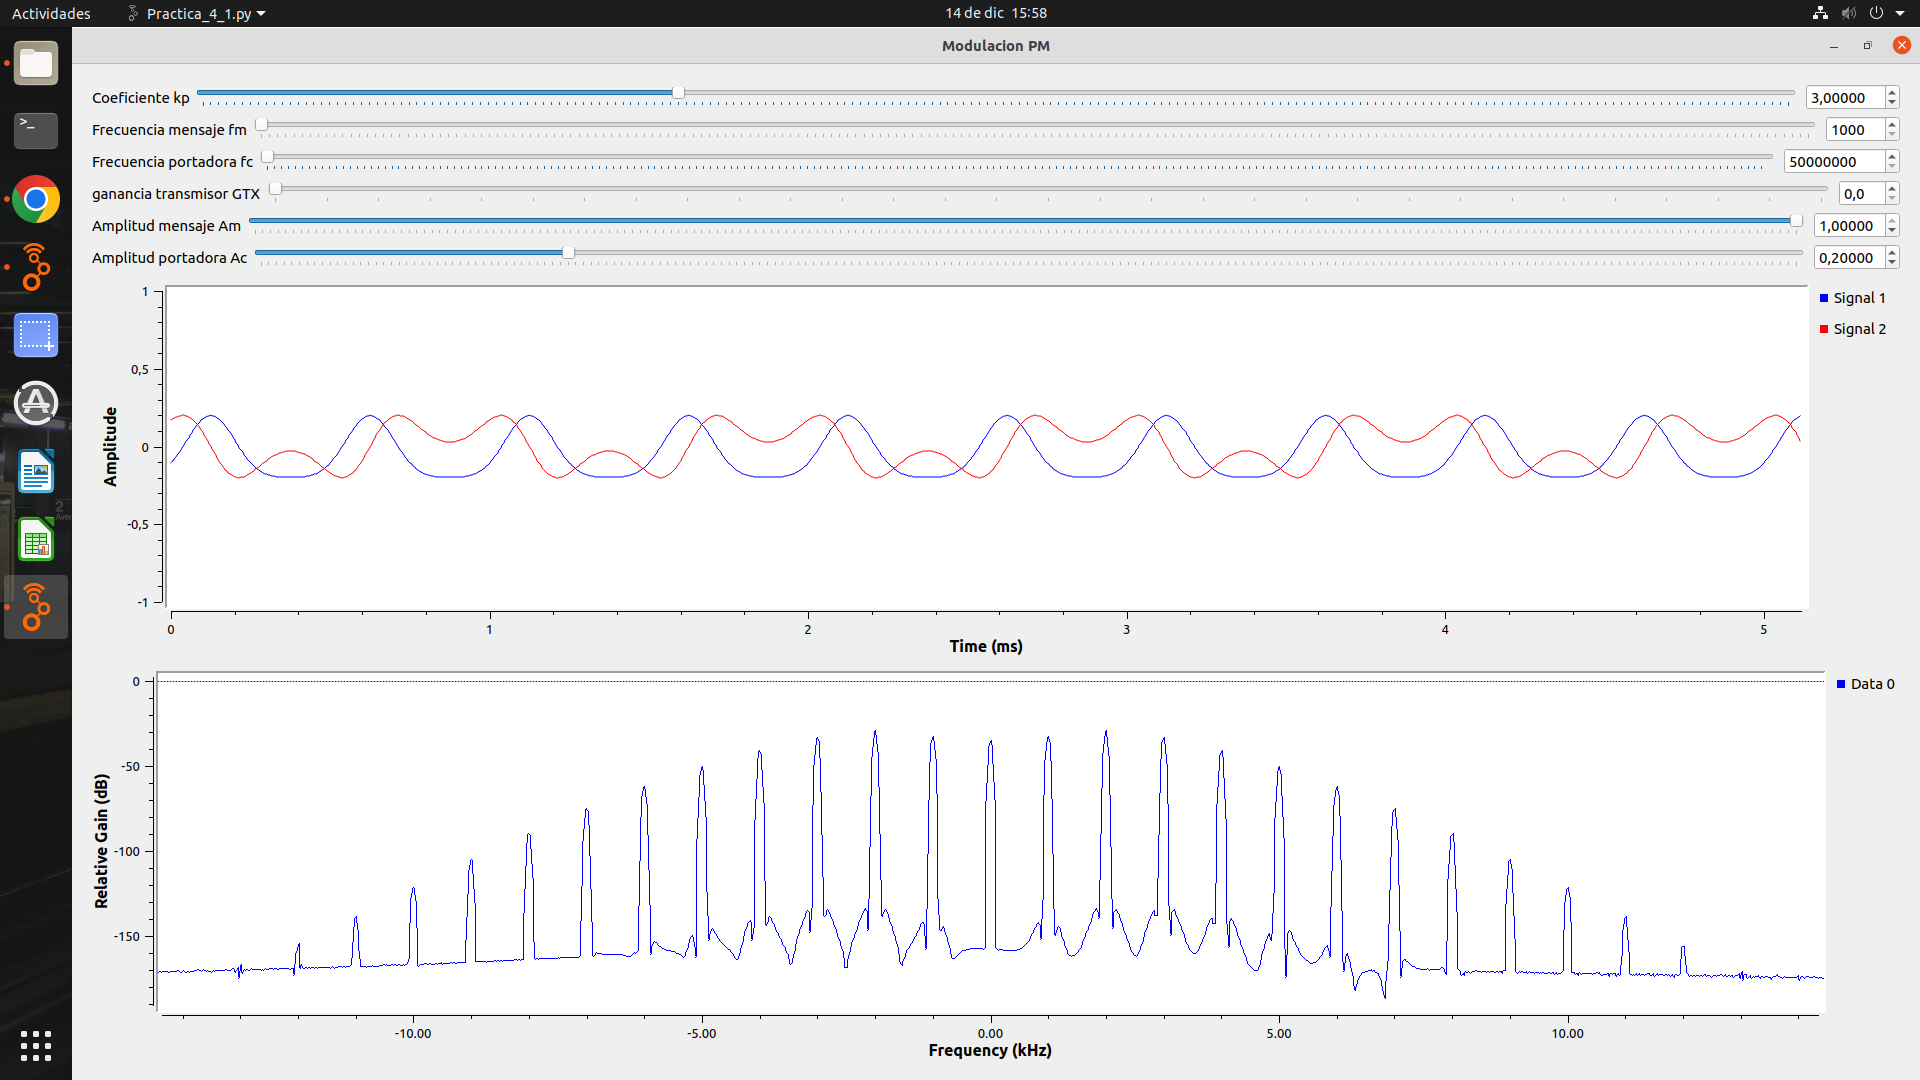 Actividades Practica_4_1.py 14 de dic 15:58
Modulacion PM
Coeficiente kp 3,00000
Frecuencia mensaje fm 1000
Frecuencia portadora fc 50000000
ganancia transmisor GTX 0,0
Amplitud mensaje Am 1,00000
Amplitud portadora Ac 0,20000
1
0,5
0
-0,5
-1
Amplitude
Signal 1
Signal 2
0 1 2 3 4 5
Time (ms)
0
-50
-100
-150
Relative Gain (dB)
Data 0
-10.00 -5.00 0.00 5.00 10.00
Frequency (kHz)